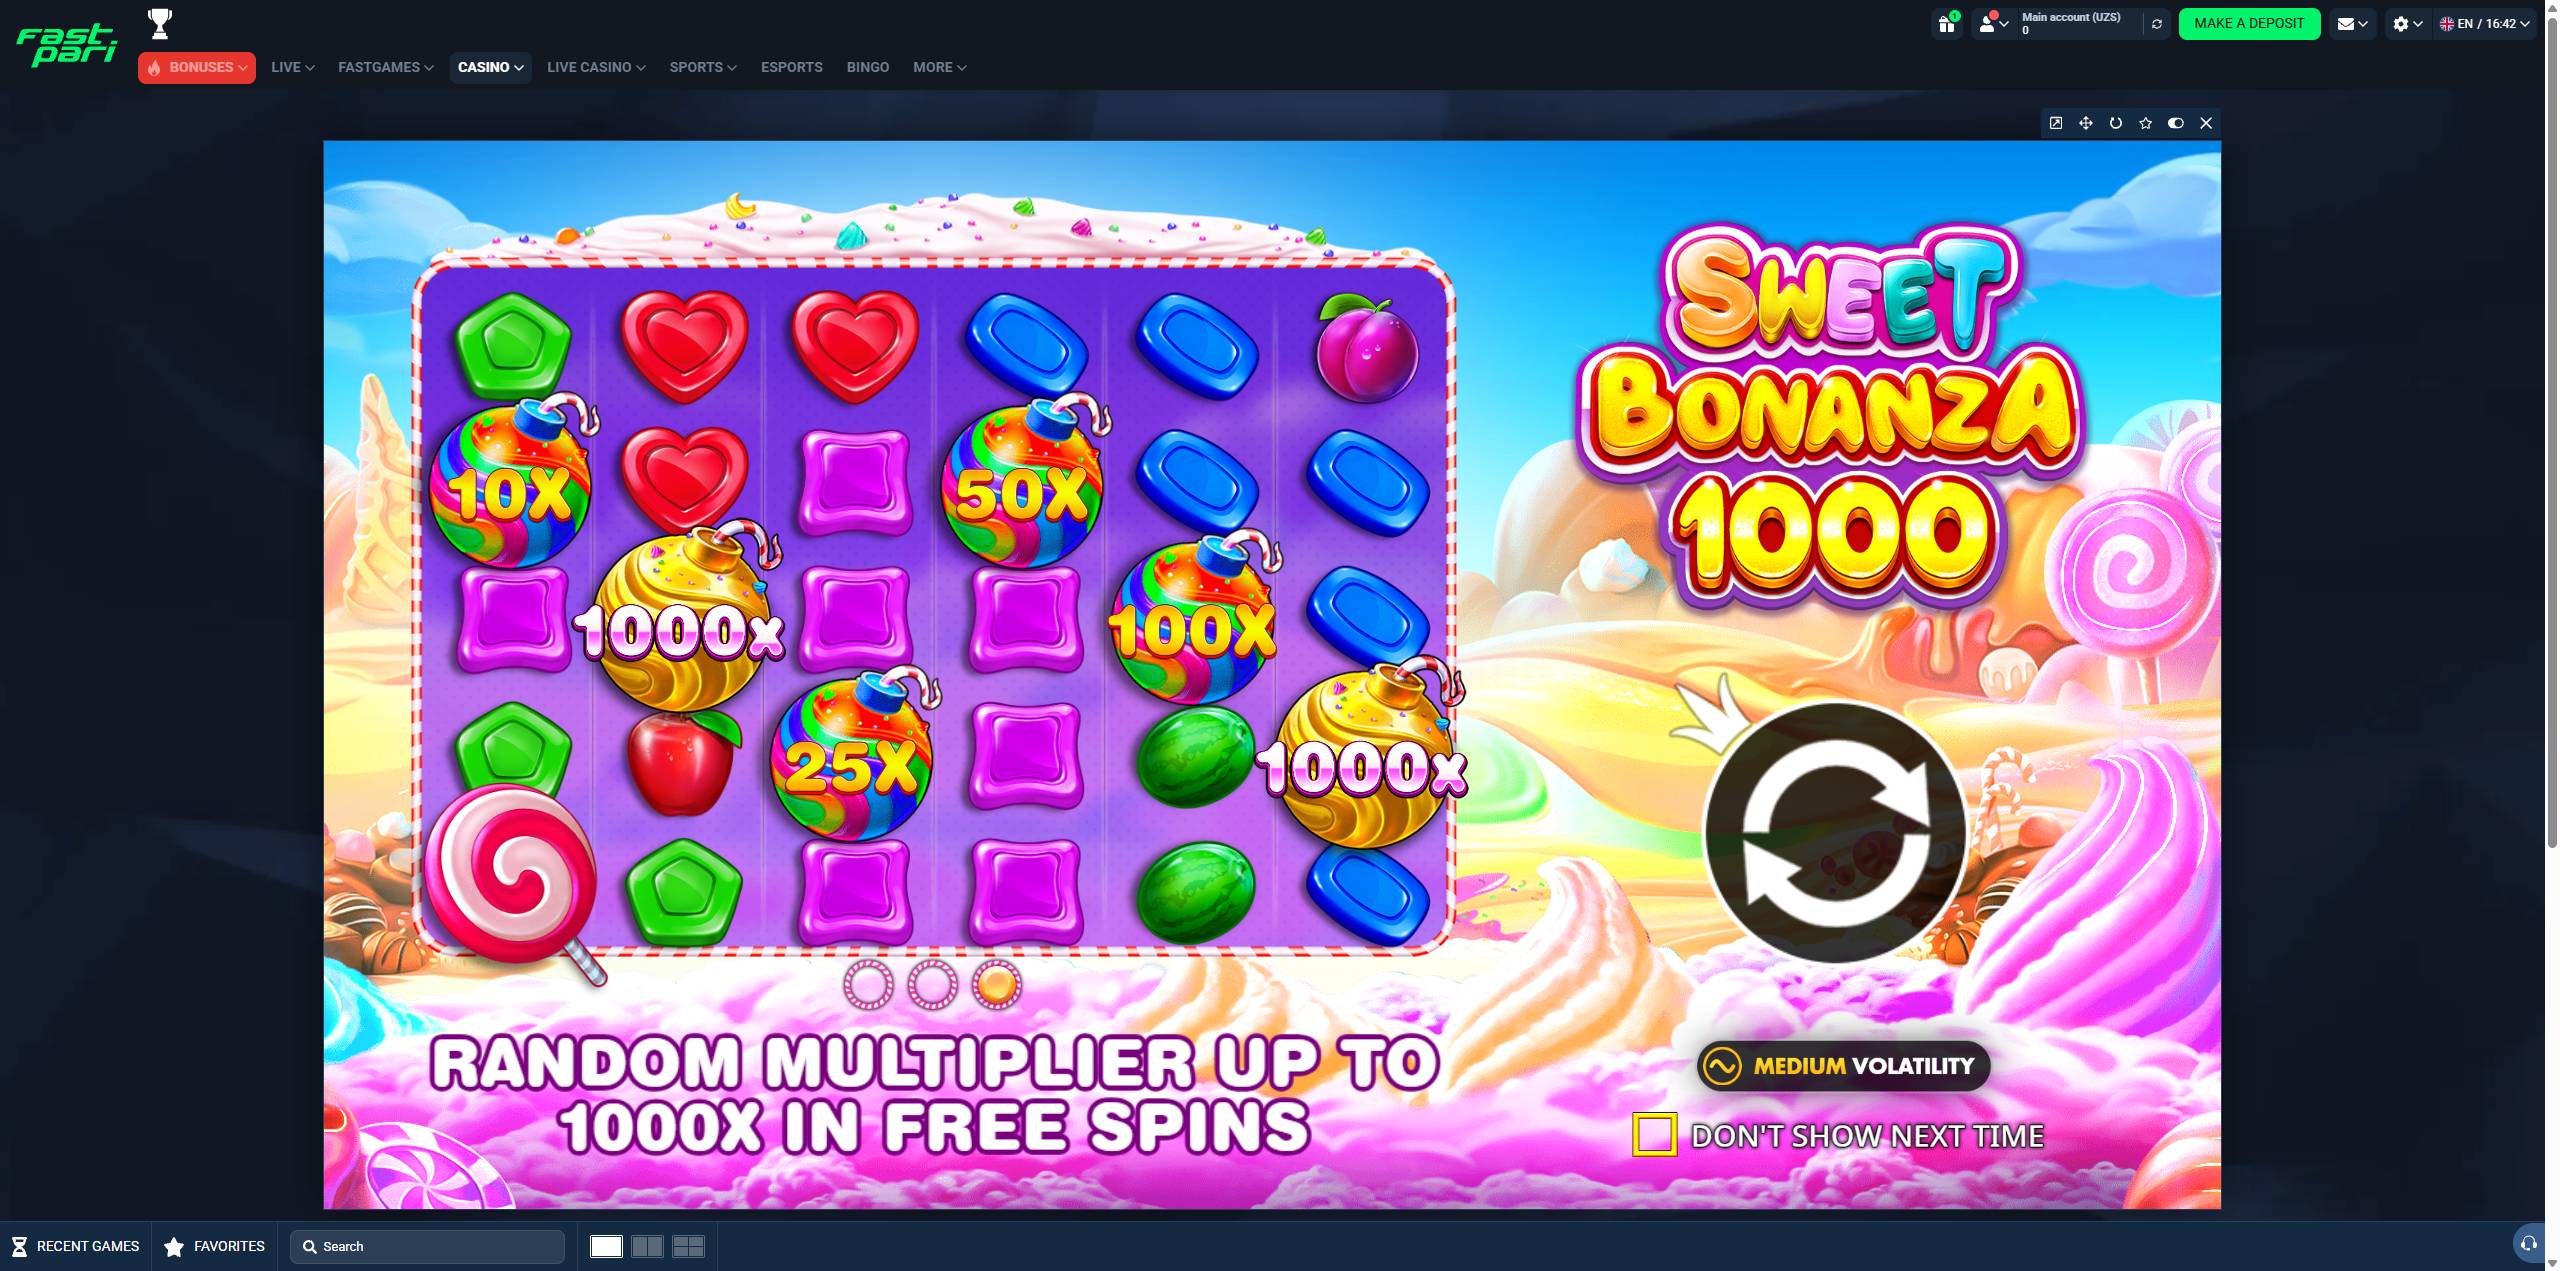 fast pari
BONUSES
LIVE
FASTGAMES
CASINO
LIVE CASINO
SPORTS
ESPORTS
BINGO
MORE
1
Main account (UZS)
0
MAKE A DEPOSIT
EN / 16:42
10X
50X
1000x
100X
25X
1000x
SWEET
BONANZA
1000
RANDOM MULTIPLIER UP TO
1000X IN FREE SPINS
MEDIUM VOLATILITY
DON'T SHOW NEXT TIME
RECENT GAMES
FAVORITES
Search